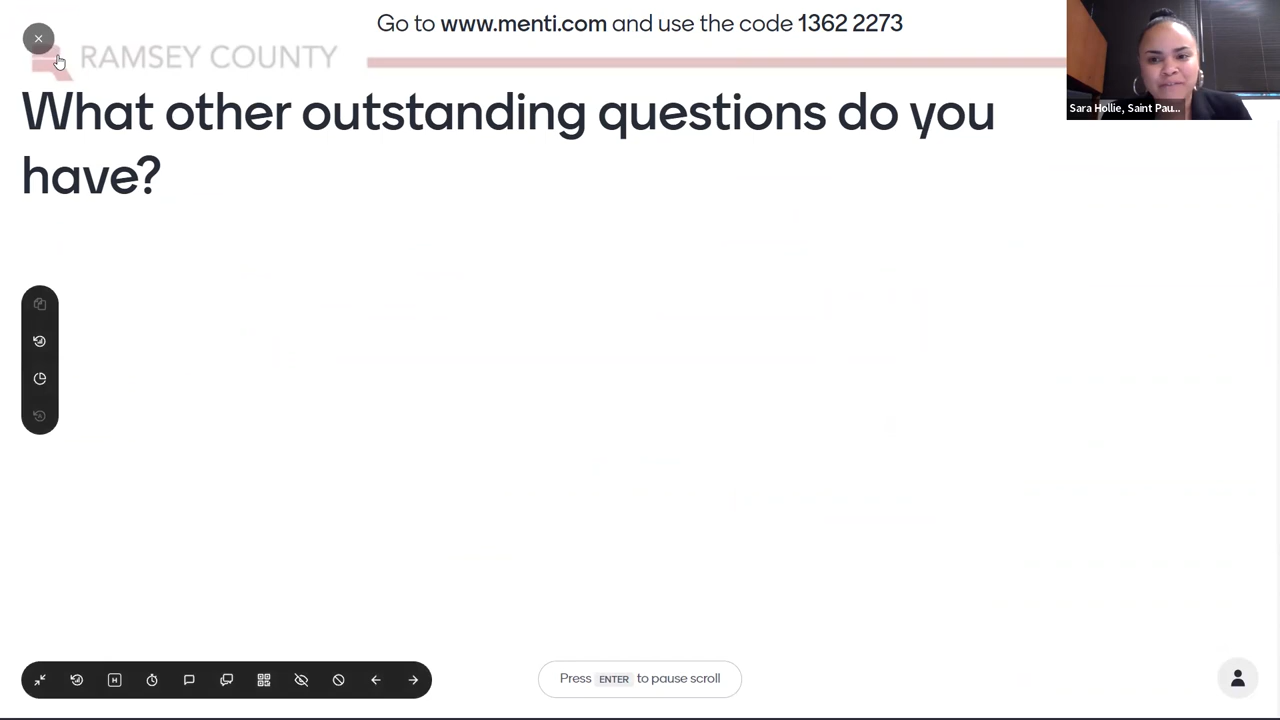 Go to www.menti.com and use the code 1362 2273
RAMSEY COUNTY
What other outstanding questions do you
have?
Sara Hollie, Saint Pau...
H
Press ENTER to pause scroll